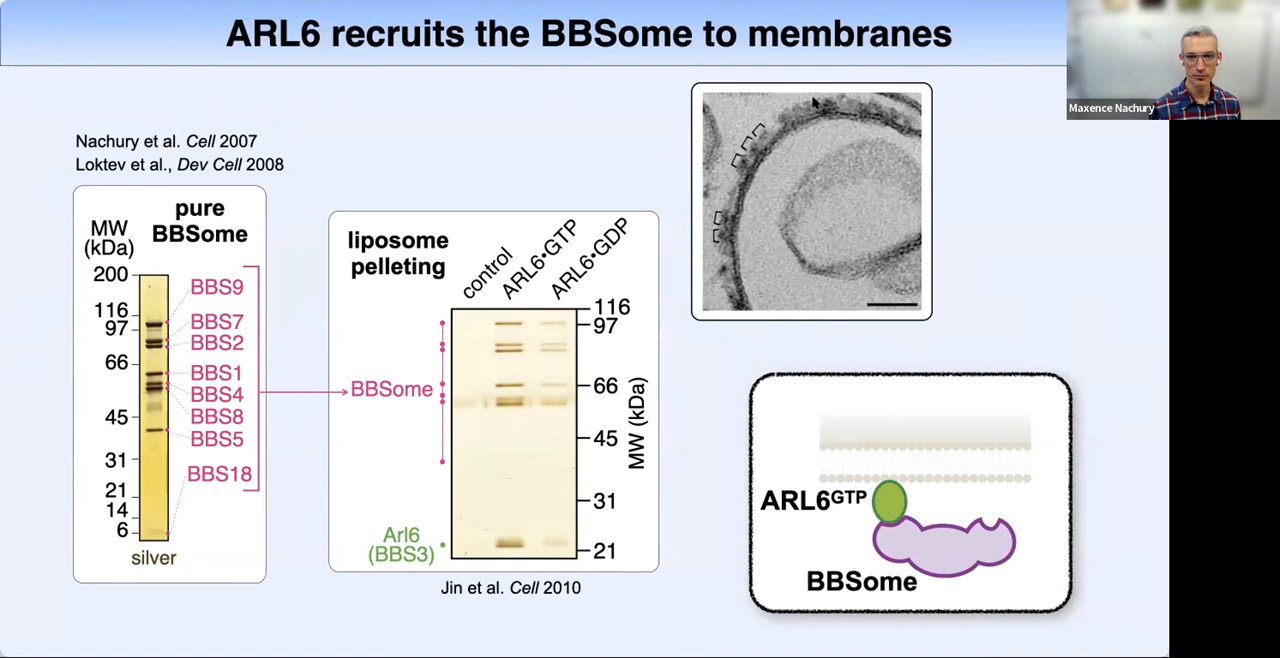 ARL6 recruits the BBSome to membranes
Maxence Nachury
Nachury et al. Cell 2007
Loktev et al., Dev Cell 2008
MW
(kDa)
pure
BBSome
200
116
97
66
45
31
21
14
6
BBS9
BBS7
BBS2
BBS1
BBS4
BBS8
BBS5
BBS18
silver
liposome
pelleting
control
ARL6•GTP
ARL6•GDP
BBSome
Arl6
(BBS3)
116
97
66
45
31
21
MW (kDa)
Jin et al. Cell 2010
ARL6GTP
BBSome